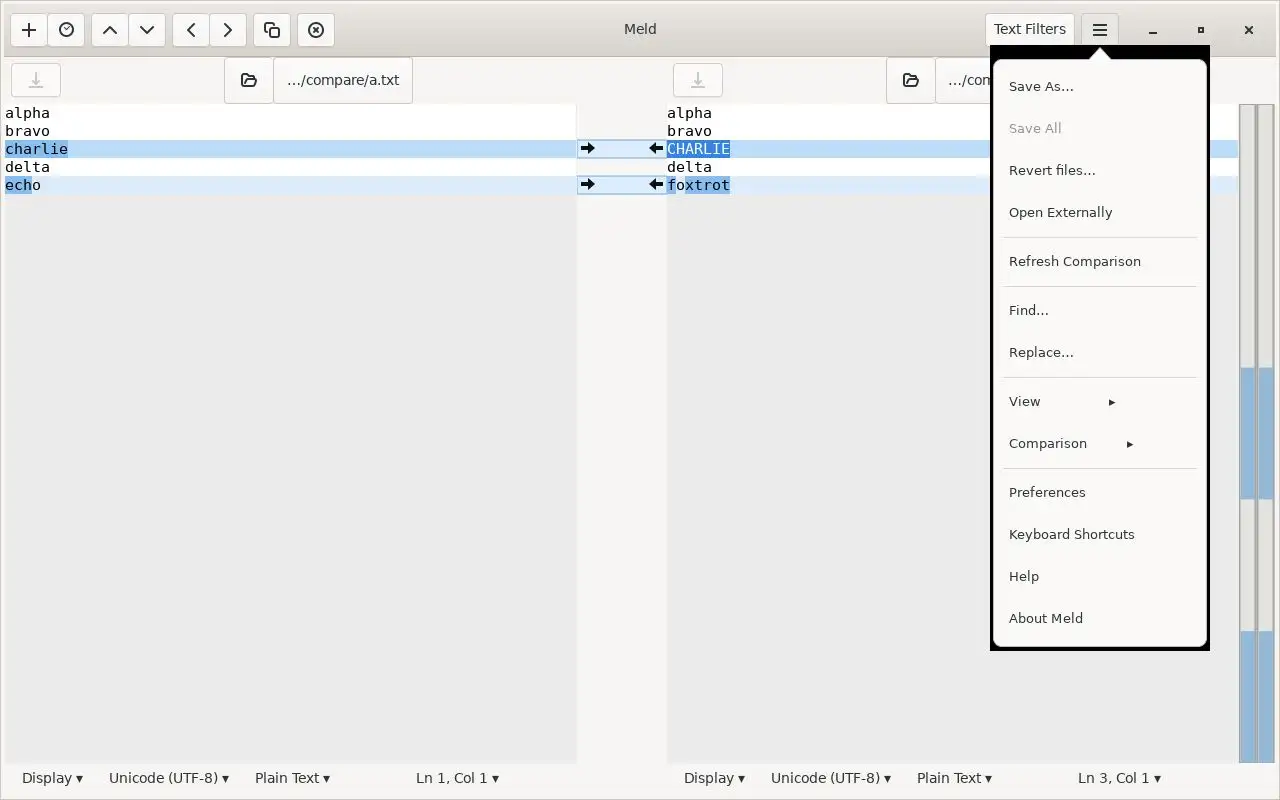 Meld
Text Filters
.../compare/a.txt
alpha
bravo
charlie
delta
echo
alpha
bravo
CHARLIE
delta
foxtrot
Save As...
Save All
Revert files...
Open Externally
Refresh Comparison
Find...
Replace...
View
Comparison
Preferences
Keyboard Shortcuts
Help
About Meld
Display ▾ Unicode (UTF-8) ▾ Plain Text ▾ Ln 1, Col 1 ▾
Display ▾ Unicode (UTF-8) ▾ Plain Text ▾ Ln 3, Col 1 ▾